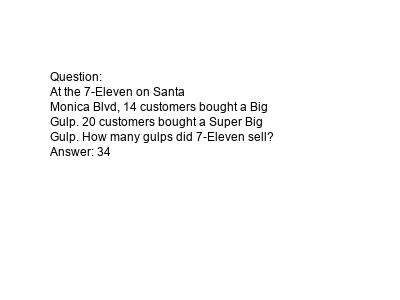 Question:
At the 7-Eleven on Santa
Monica Blvd, 14 customers bought a Big
Gulp. 20 customers bought a Super Big
Gulp. How many gulps did 7-Eleven sell?
Answer: 34